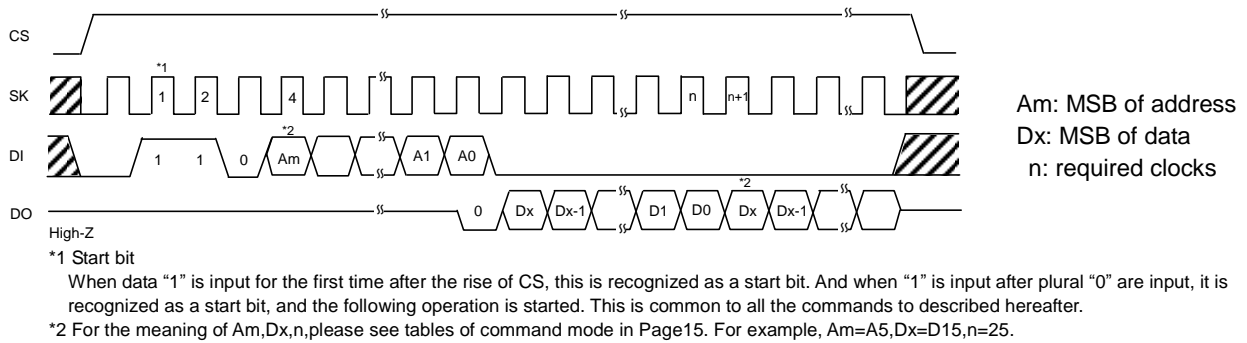 CS
SK
*1
1 2 4 n n+1
DI
*2
1 1 0 Am A1 A0
DO
*2
0 Dx Dx-1 D1 D0 Dx Dx-1
High-Z
Am: MSB of address
Dx: MSB of data
n: required clocks
*1 Start bit
When data “1” is input for the first time after the rise of CS, this is recognized as a start bit. And when “1” is input after plural “0” are input, it is
recognized as a start bit, and the following operation is started. This is common to all the commands to described hereafter.
*2 For the meaning of Am,Dx,n,please see tables of command mode in Page15. For example, Am=A5,Dx=D15,n=25.